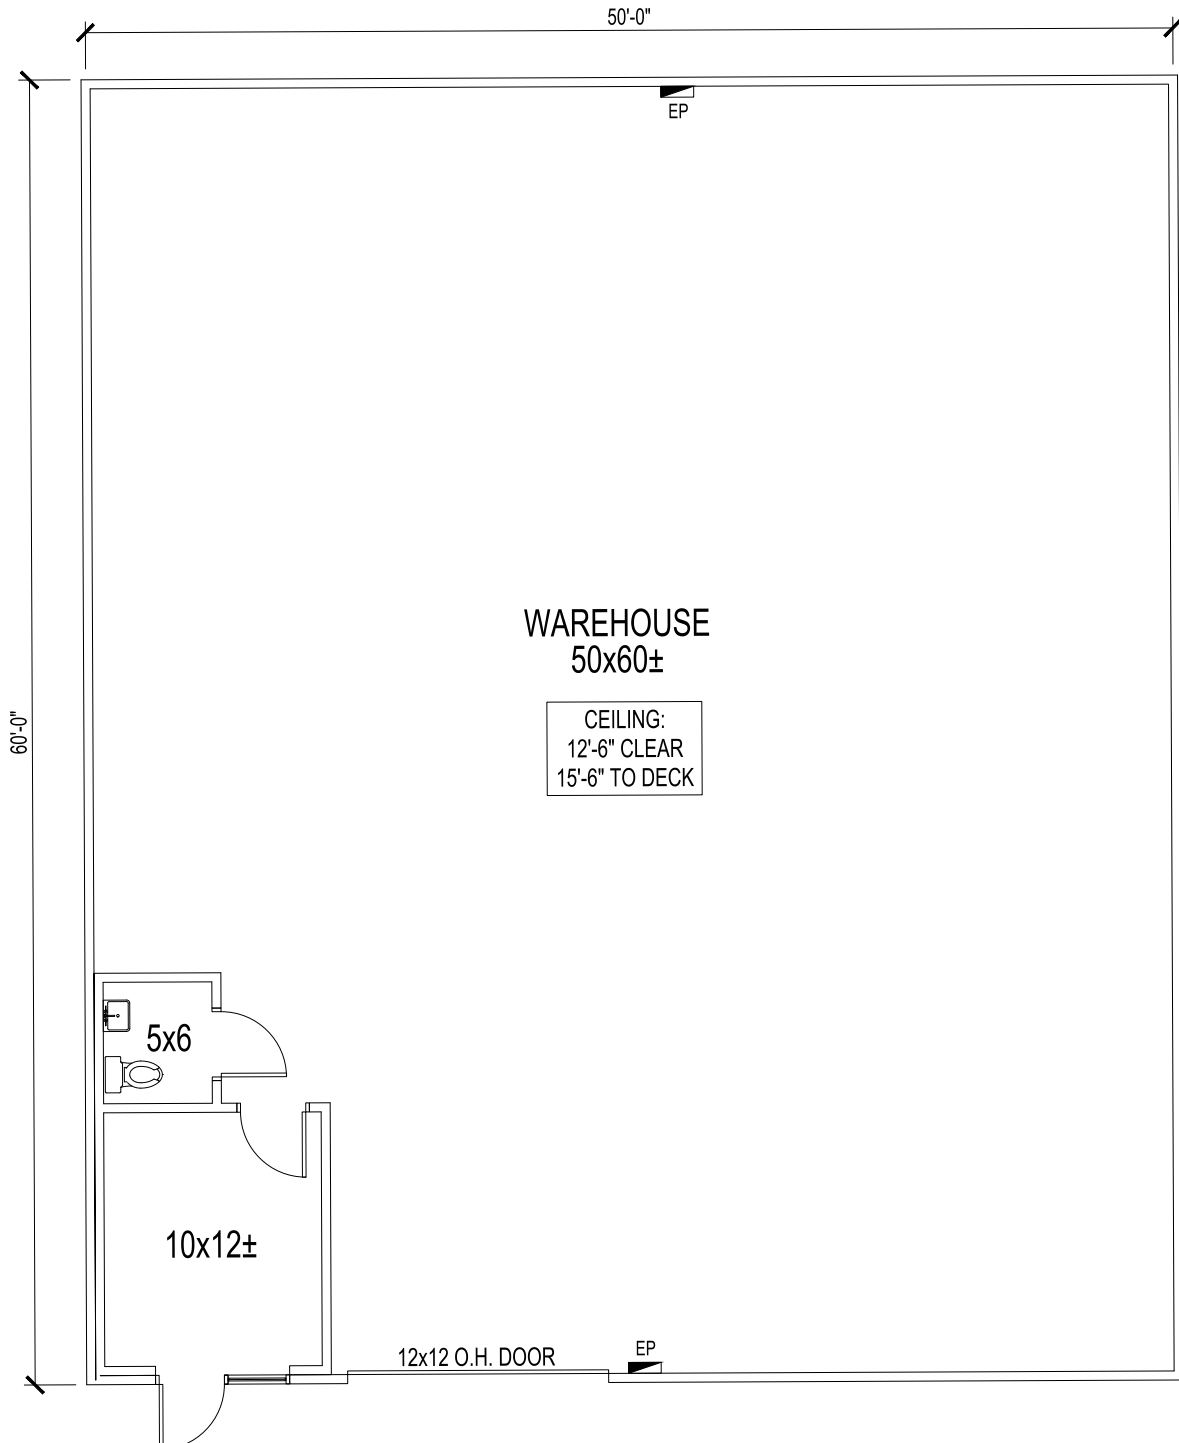 50'-0"
EP
WAREHOUSE
50x60±
CEILING:
12'-6" CLEAR
15'-6" TO DECK
60'-0"
5x6
10x12±
12x12 O.H. DOOR
EP